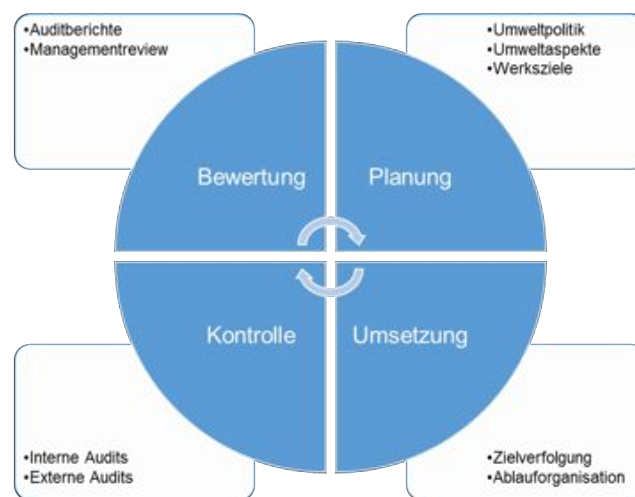 •Auditberichte
•Managementreview
•Umweltpolitik
•Umweltaspekte
•Werksziele
Bewertung
Planung
Kontrolle
Umsetzung
•Interne Audits
•Externe Audits
•Zielverfolgung
•Ablauforganisation